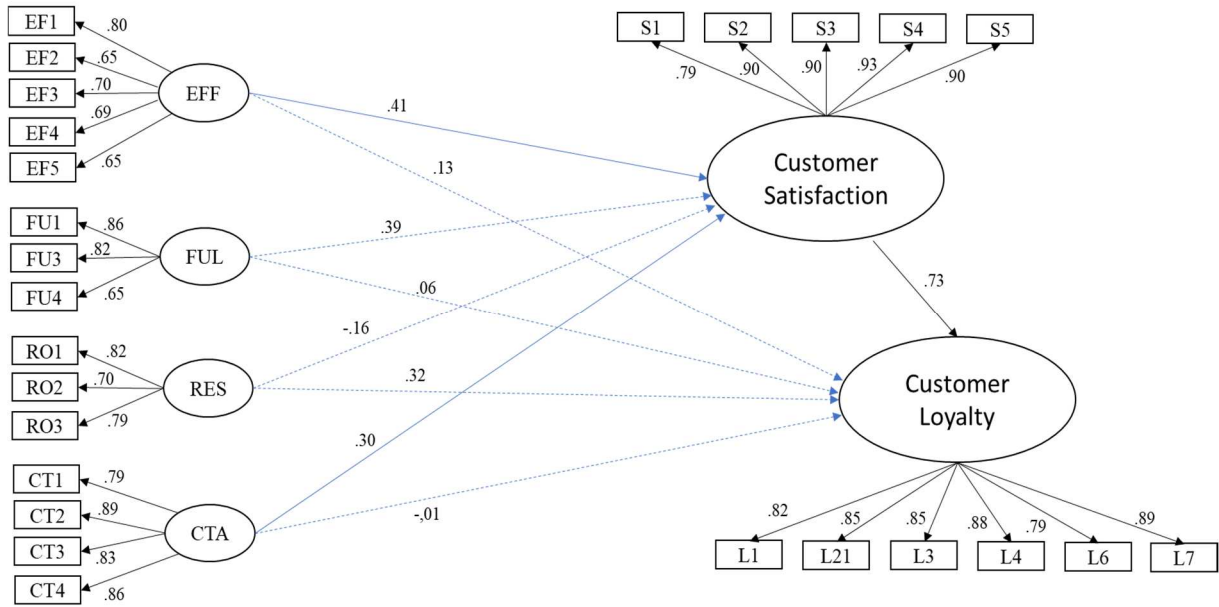 EF1
.80
EF2
.65
EF3
.70
EFF
EF4
.69
EF5
.65
FU1
.86
FU3
.82
FUL
FU4
.65
RO1
.82
RO2
.70
RES
RO3
.79
CT1
.79
CT2
.89
CTA
CT3
.83
CT4
.86
.41
.13
.39
.06
-.16
.32
.30
-,01
S1
S2
S3
S4
S5
.79
.90
.90
.93
.90
Customer
Satisfaction
.73
Customer
Loyalty
.82
.85
.85
.88
.79
.89
L1
L21
L3
L4
L6
L7